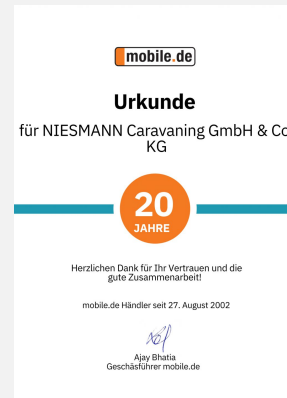 mobile.de
Urkunde
für NIESMANN Caravaning GmbH & Co
KG
20
JAHRE
Herzlichen Dank für Ihr Vertrauen und die
gute Zusammenarbeit!
mobile.de Händler seit 27. August 2002
Ajay Bhatia
Geschäsführer mobile.de